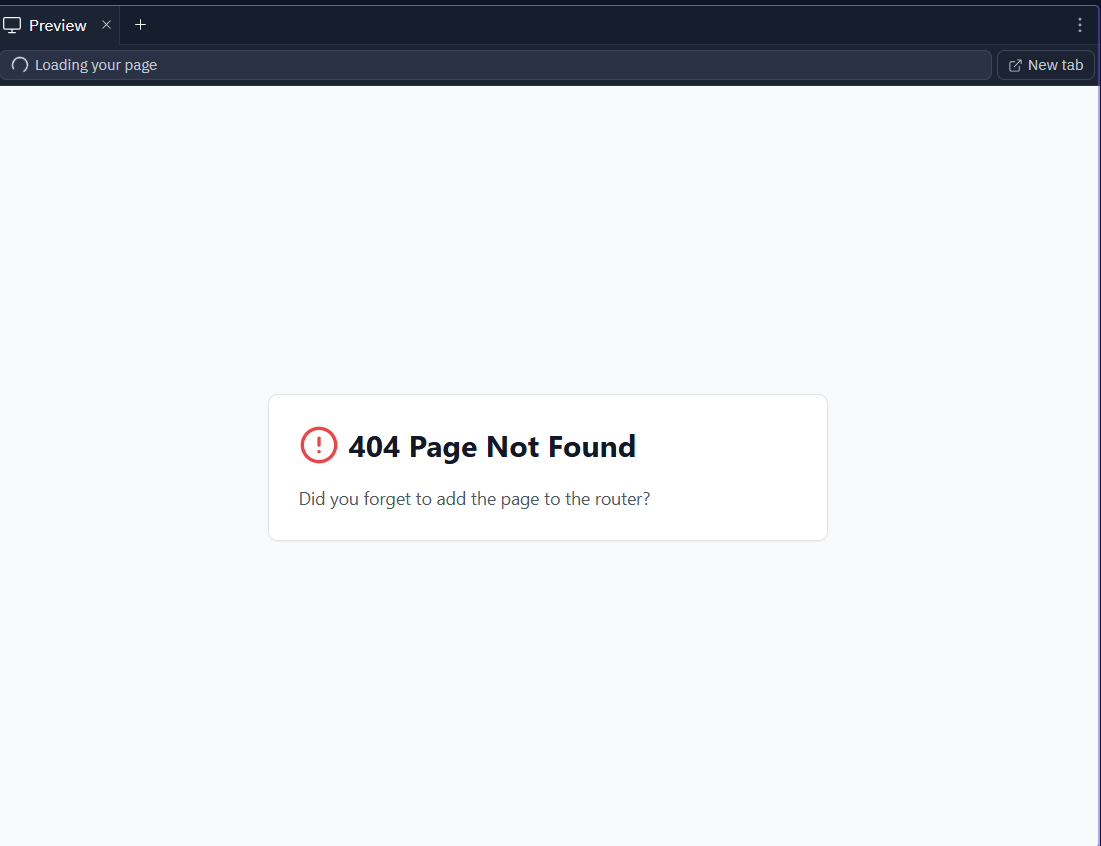 Preview
Loading your page
New tab
404 Page Not Found
Did you forget to add the page to the router?